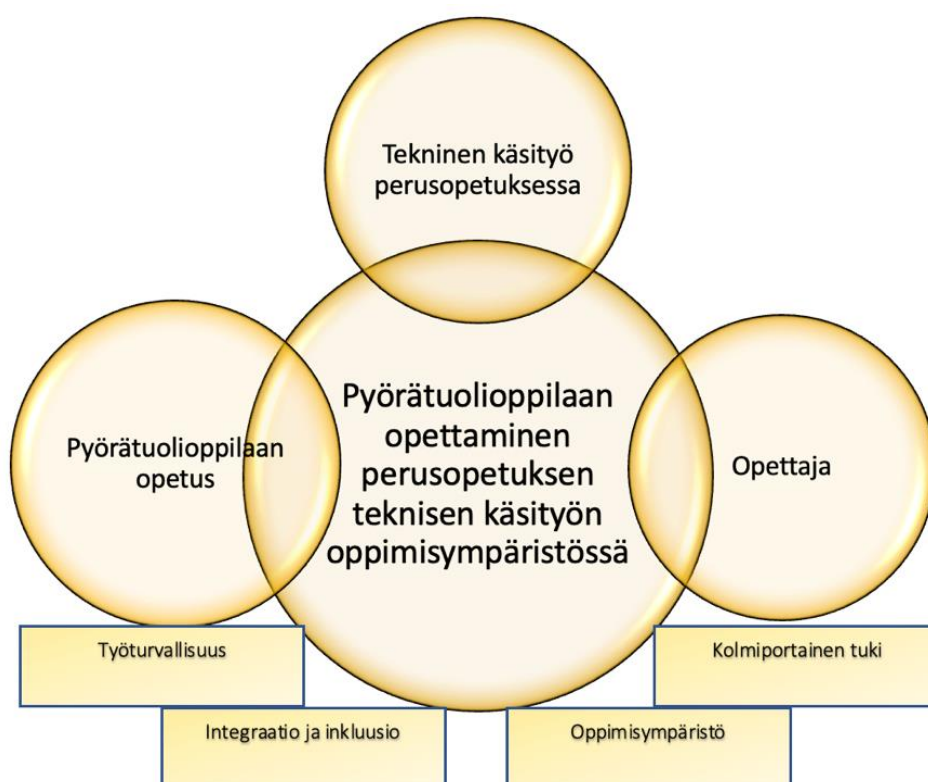 Tekninen käsityö
perusopetuksessa
Pyörätuolioppilaan
opetus
Pyörätuolioppilaan
opettaminen
perusopetuksen
teknisen käsityön
oppimisympäristössä
Opettaja
Työturvallisuus
Kolmiportainen tuki
Integraatio ja inkluusio
Oppimisympäristö